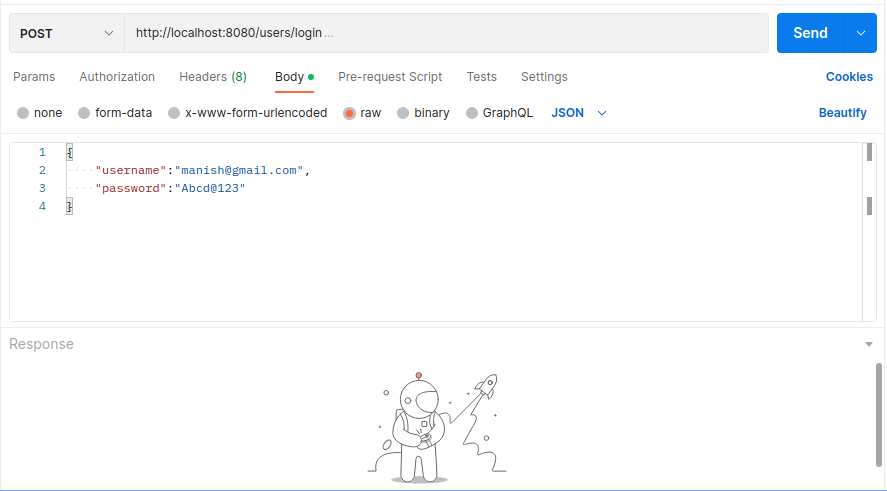 POST http://localhost:8080/users/login ... Send
Params Authorization Headers (8) Body Pre-request Script Tests Settings Cookies
none form-data x-www-form-urlencoded raw binary GraphQL JSON Beautify
1 {
2 ····"username":"manish@gmail.com",
3 ····"password":"Abcd@123"
4 }
Response